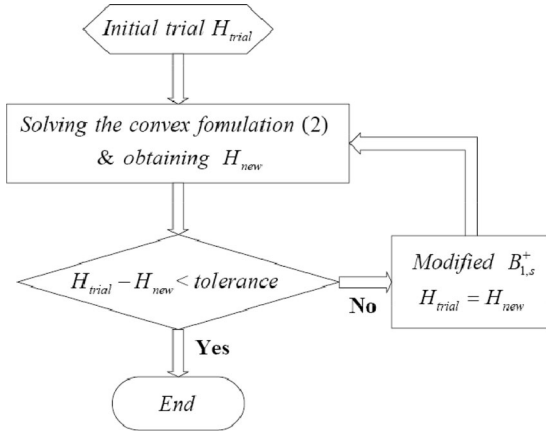 Initial trial H_trial
Solving the convex fomulation (2)
& obtaining H_new
H_trial − H_new < tolerance
No
Modified B⁺_1,s
H_trial = H_new
Yes
End